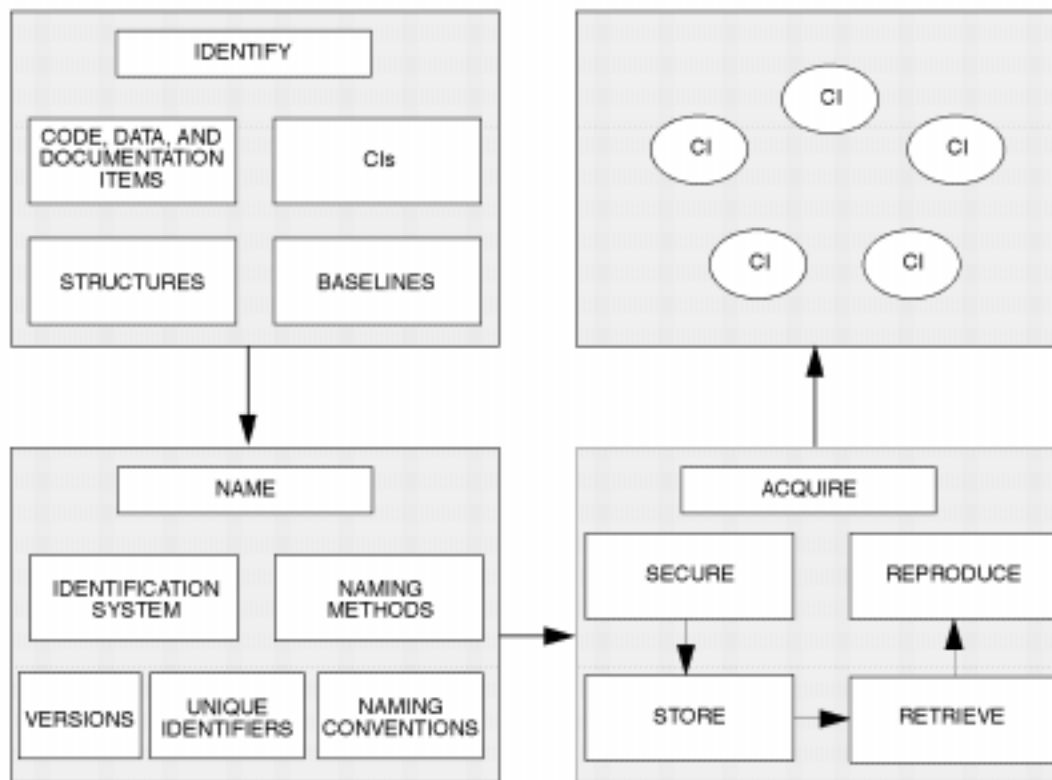 IDENTIFY
CODE, DATA, AND
DOCUMENTATION
ITEMS
CIs
STRUCTURES
BASELINES
NAME
IDENTIFICATION
SYSTEM
NAMING
METHODS
VERSIONS
UNIQUE
IDENTIFIERS
NAMING
CONVENTIONS
CI
CI
CI
CI
CI
ACQUIRE
SECURE
REPRODUCE
STORE
RETRIEVE